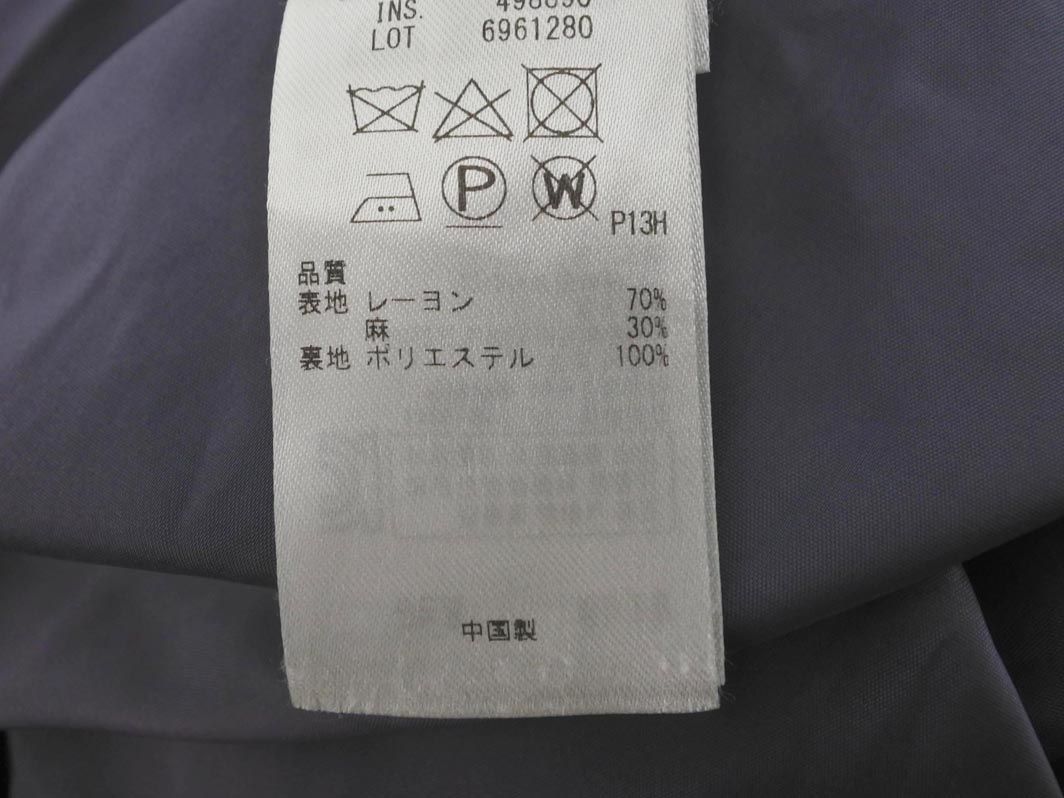 INS. 498890
LOT 6961280
P W
P13H
品質
表地 レーヨン 70%
麻 30%
裏地 ポリエステル 100%
中国製